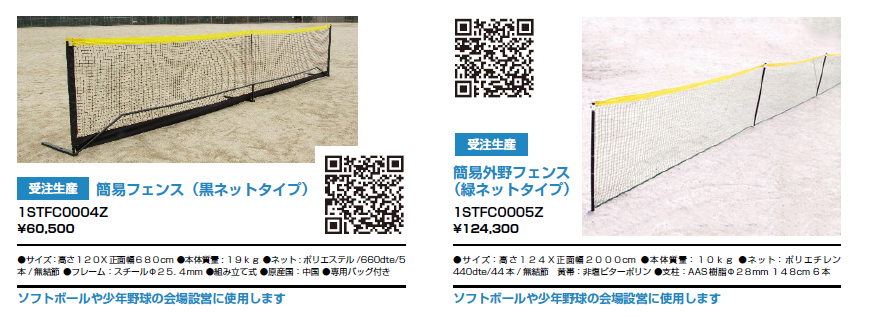 受注生産
簡易フェンス（黒ネットタイプ）
1STFC0004Z
¥60,500
●サイズ：高さ120X正面幅680cm ●本体質量：19kg ●ネット：ポリエステル/660dte/5
本/無結節 ●フレーム：スチールΦ25.4mm ●組み立て式 ●原産国：中国 ●専用バッグ付き
ソフトボールや少年野球の会場設営に使用します
受注生産
簡易外野フェンス
（緑ネットタイプ）
1STFC0005Z
¥124,300
●サイズ：高さ124X正面幅2000cm ●本体質量：10kg ●ネット：ポリエチレン
440dte/44本/無結節 黄帯：非塩ビターポリン ●支柱：AAS樹脂Φ28mm 148cm 6本
ソフトボールや少年野球の会場設営に使用します